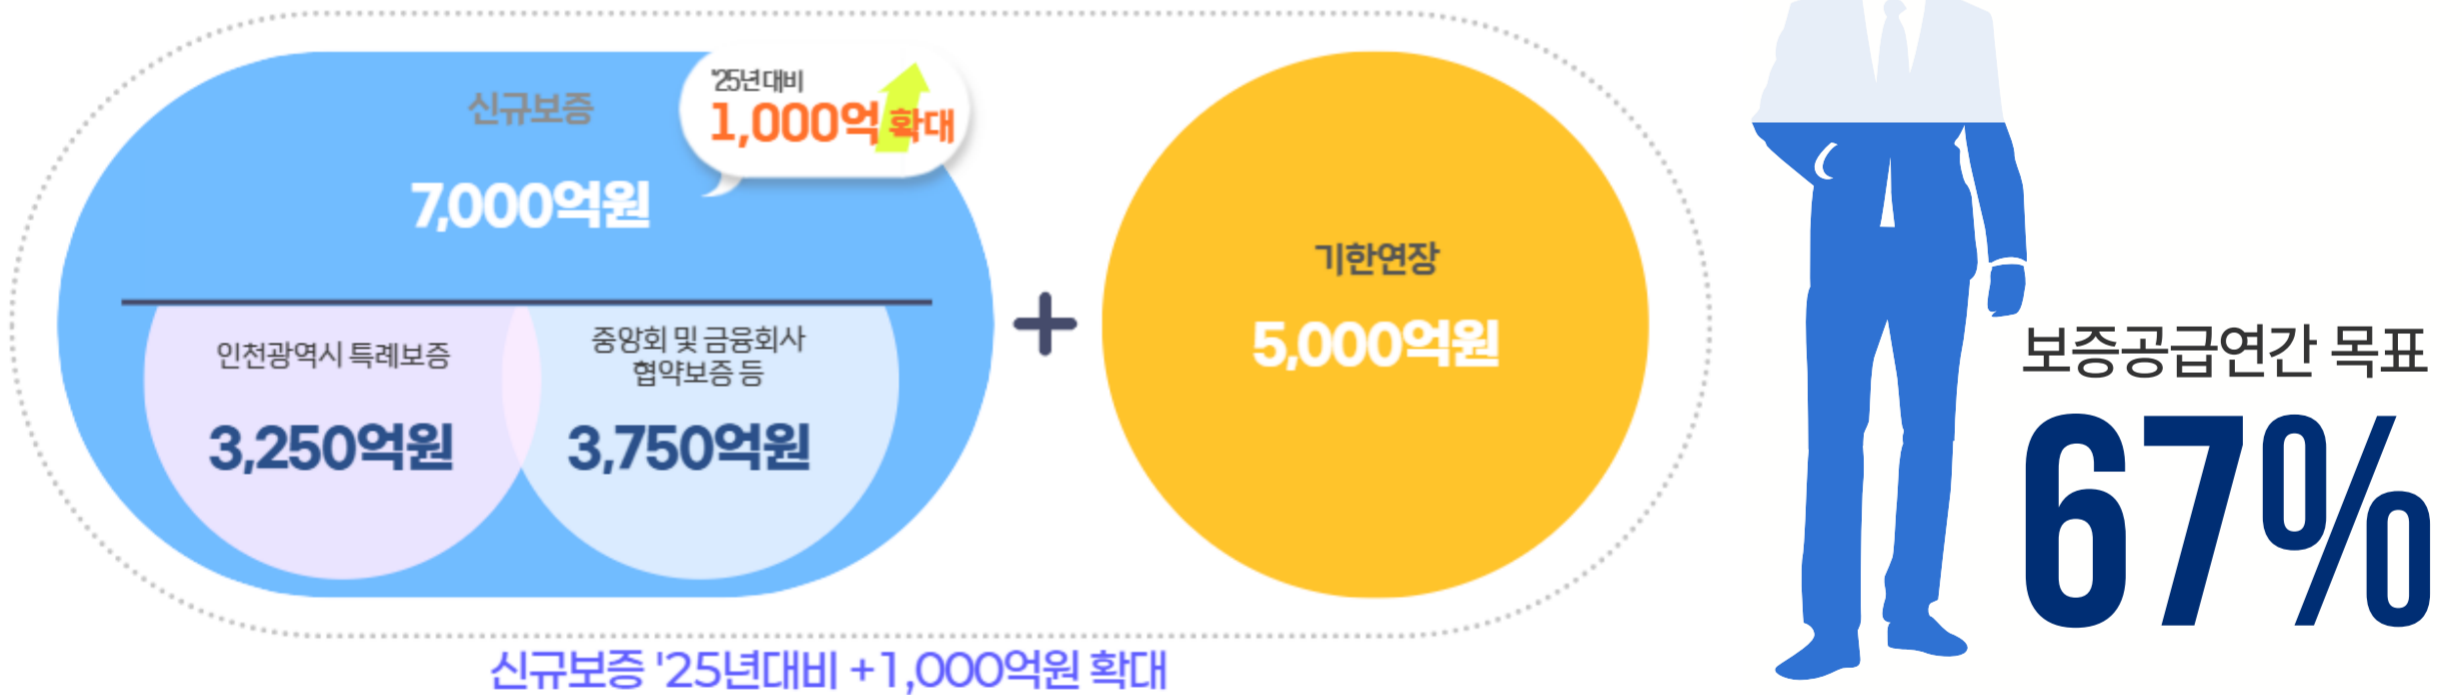 신규보증
7,000억원
'25년 대비
1,000억 확대
인천광역시 특례보증
3,250억원
중앙회 및 금융회사
협약보증 등
3,750억원
+
기한연장
5,000억원
신규보증 '25년대비 +1,000억원 확대
보증공급연간 목표
67%